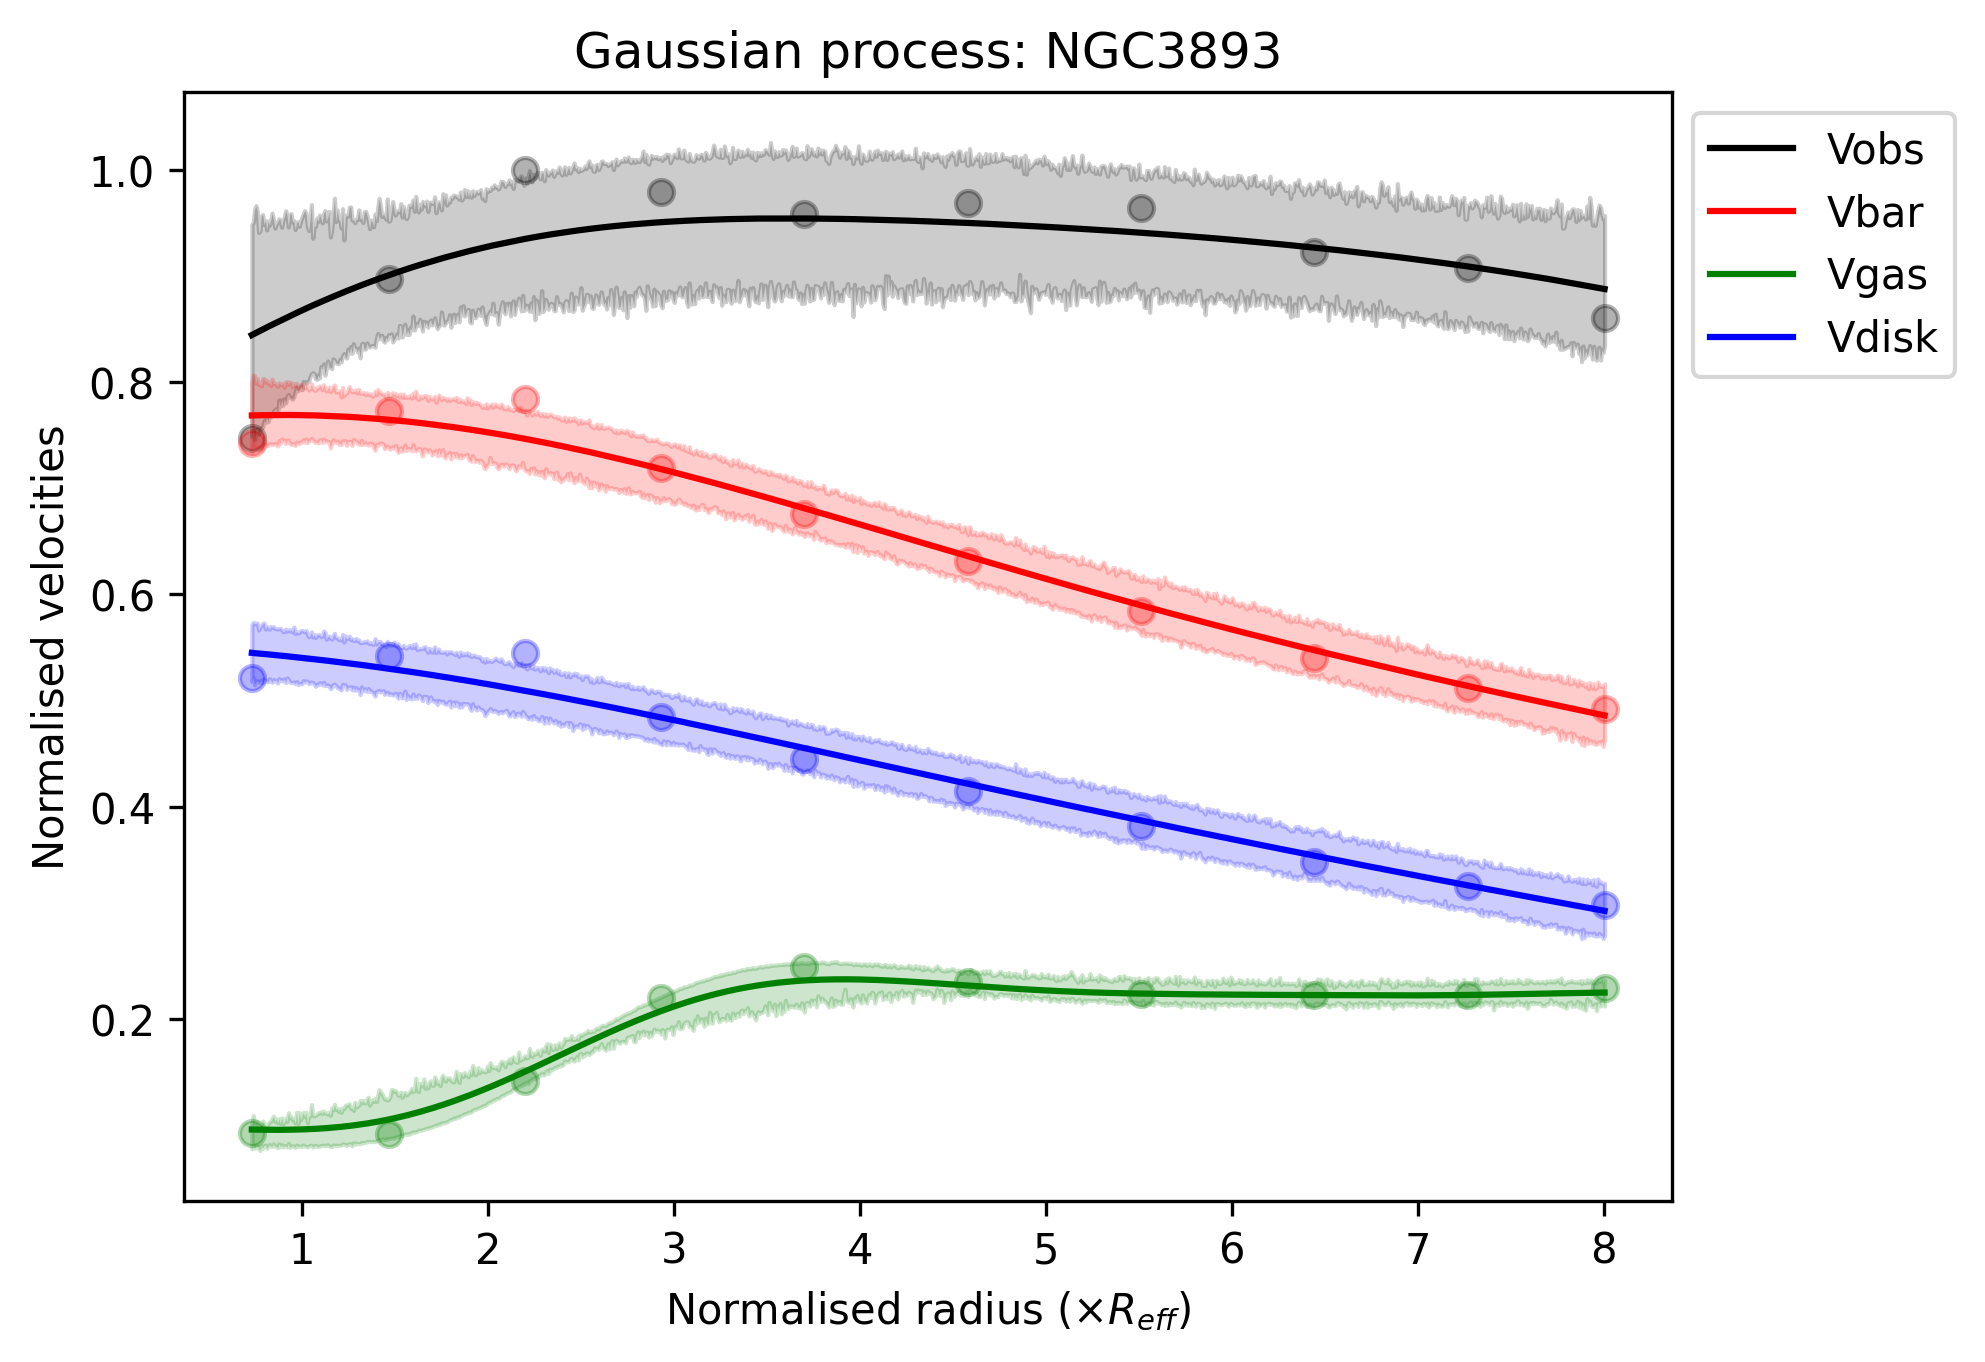 Gaussian process: NGC3893
Normalised velocities
1.0
0.8
0.6
0.4
0.2
1 2 3 4 5 6 7 8
Normalised radius (×R_eff)
Vobs
Vbar
Vgas
Vdisk